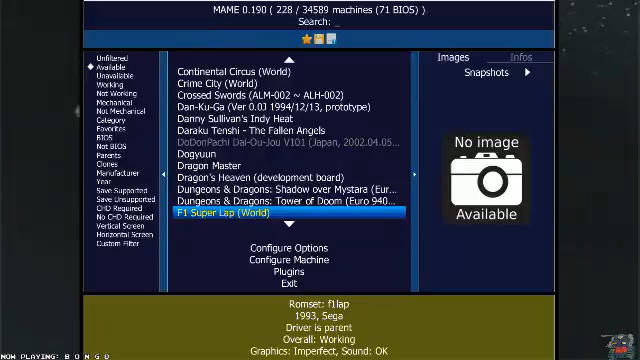 MAME 0.190 ( 228 / 34589 machines (71 BIOS) )
Search: _
Unfiltered
Available
Unavailable
Working
Not Working
Mechanical
Not Mechanical
Category
Favorites
BIOS
Not BIOS
Parents
Clones
Manufacturer
Year
Save Supported
Save Unsupported
CHD Required
No CHD Required
Vertical Screen
Horizontal Screen
Custom Filter
Continental Circus (World)
Crime City (World)
Crossed Swords (ALM-002 ~ ALH-002)
Dan-Ku-Ga (Ver 0.0J 1994/12/13, prototype)
Danny Sullivan's Indy Heat
Daraku Tenshi - The Fallen Angels
DoDonPachi Dai-Ou-Jou V101 (Japan, 2002.04.05...
Dogyuun
Dragon Master
Dragon's Heaven (development board)
Dungeons & Dragons: Shadow over Mystara (Eur...
Dungeons & Dragons: Tower of Doom (Euro 940...
F1 Super Lap (World)
Configure Options
Configure Machine
Plugins
Exit
Images
Infos
Snapshots
No image
Available
Romset: f1lap
1993, Sega
Driver is parent
Overall: Working
Graphics: Imperfect, Sound: OK
NOW PLAYING: B O N G O